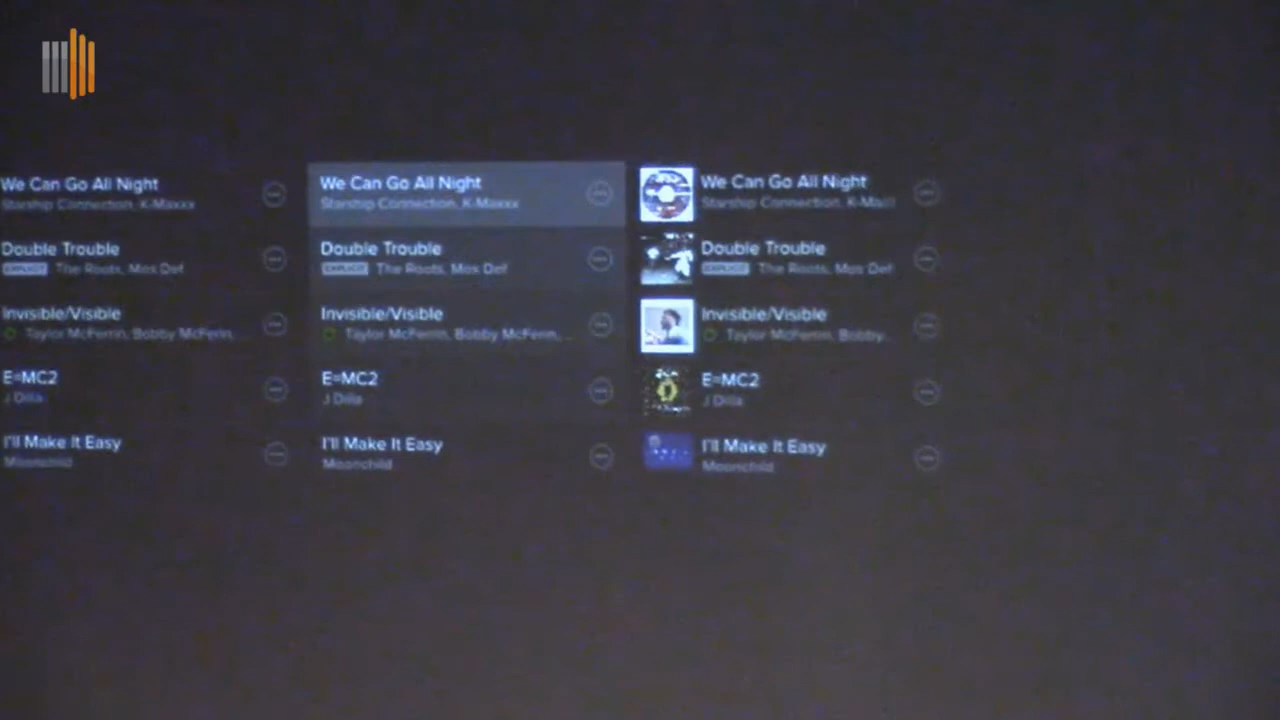 We Can Go All Night
Starship Connection, K-Maxxx
Double Trouble
EXPLICIT The Roots, Mos Def
Invisible/Visible
Taylor McFerrin, Bobby McFerrin,
E=MC2
J Dilla
I'll Make It Easy
Moonchild
We Can Go All Night
Starship Connection, K-Maxxx
Double Trouble
EXPLICIT The Roots, Mos Def
Invisible/Visible
Taylor McFerrin, Bobby McFerrin, ...
E=MC2
J Dilla
I'll Make It Easy
Moonchild
We Can Go All Night
Starship Connection, K-Ma
Double Trouble
EXPLICIT The Roots, Mos Def
Invisible/Visible
Taylor McFerrin, Bobby...
E=MC2
J Dilla
I'll Make It Easy
Moonchild